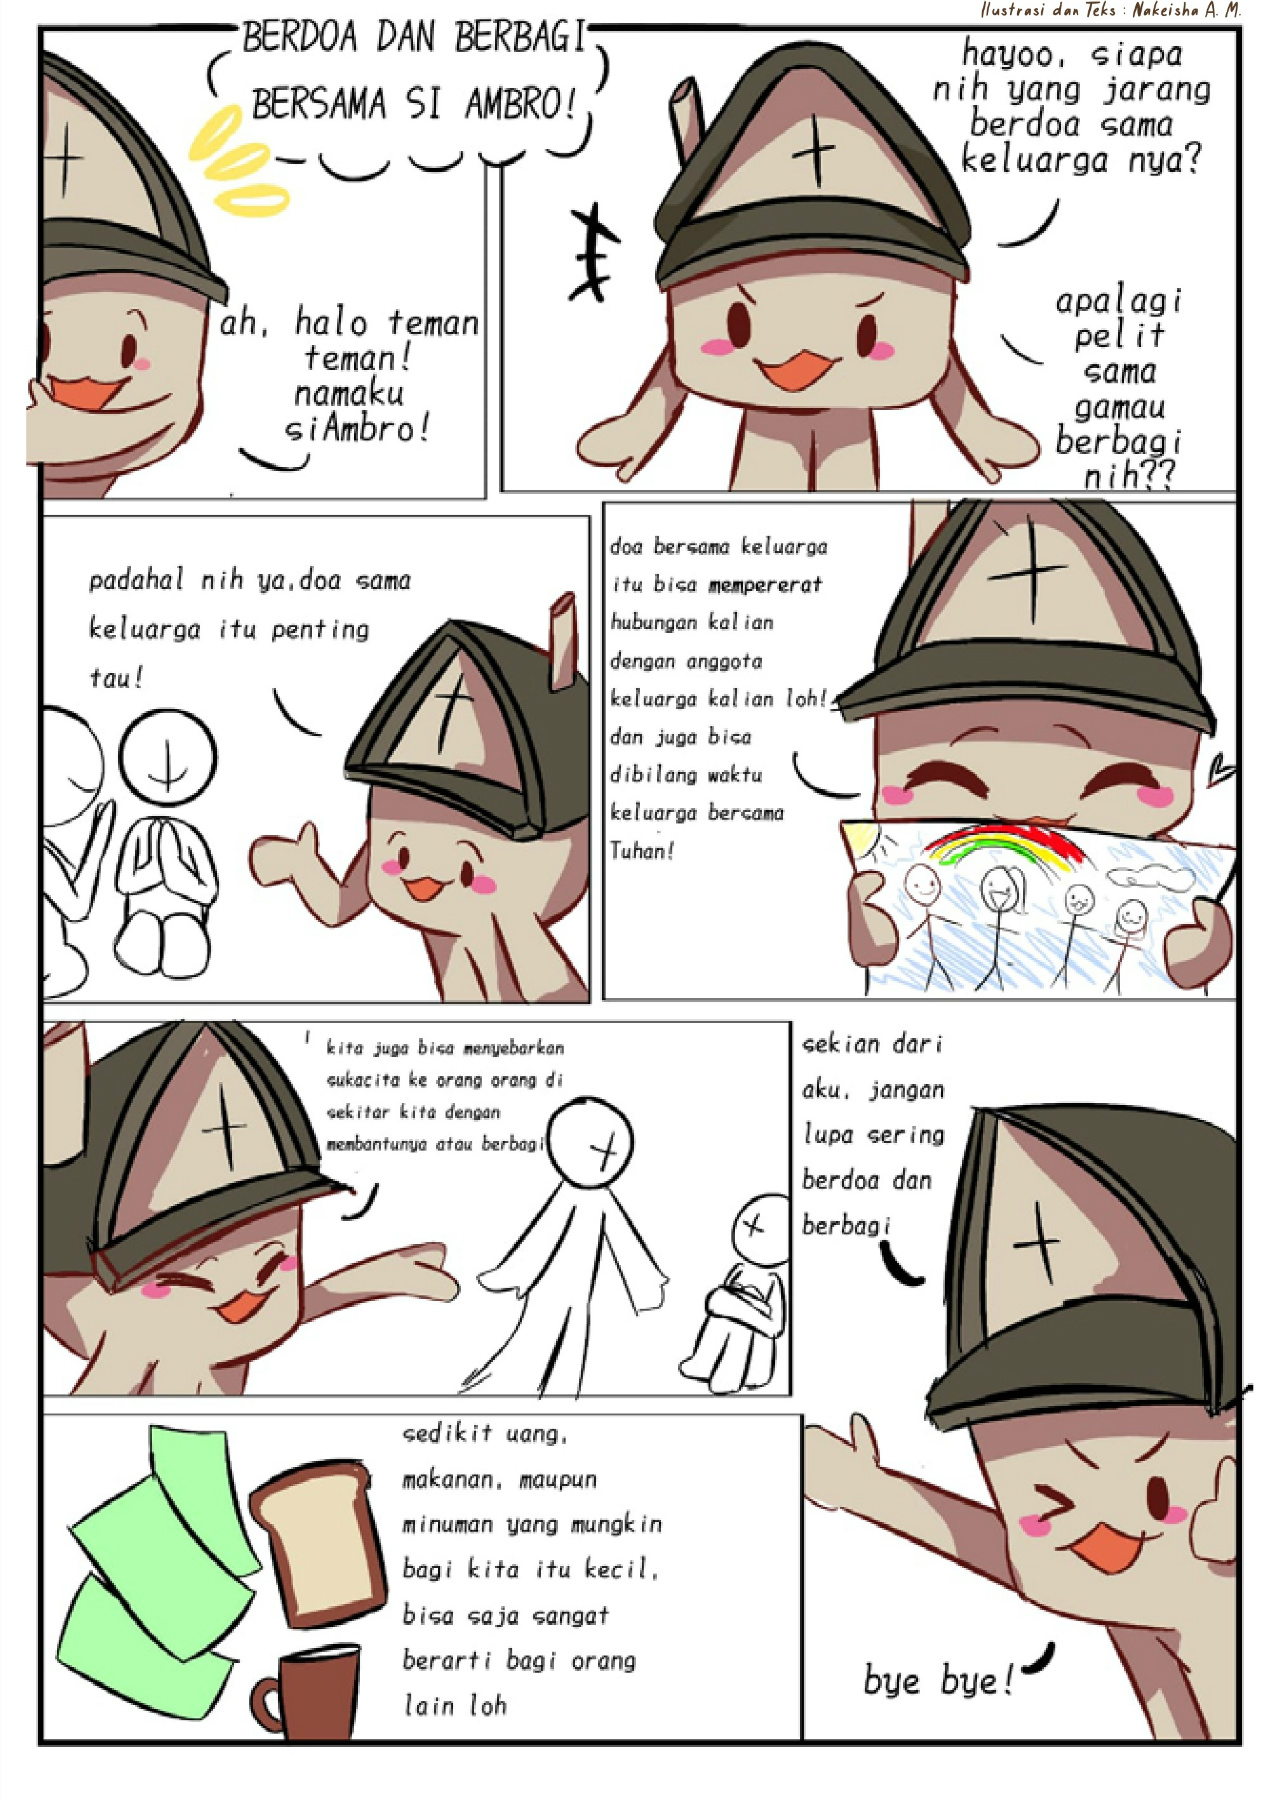 Ilustrasi dan Teks : Nakeisha A. M.
BERDOA DAN BERBAGI
BERSAMA SI AMBRO!
ah, halo teman
teman!
namaku
siAmbro!
hayoo, siapa
nih yang jarang
berdoa sama
keluarga nya?
apalagi
pelit
sama
gamau
berbagi
nih??
padahal nih ya,doa sama
keluarga itu penting
tau!
doa bersama keluarga
itu bisa mempererat
hubungan kalian
dengan anggota
keluarga kalian loh!
dan juga bisa
dibilang waktu
keluarga bersama
Tuhan!
kita juga bisa menyebarkan
sukacita ke orang orang di
sekitar kita dengan
membantunya atau berbagi
sedikit uang,
makanan, maupun
minuman yang mungkin
bagi kita itu kecil,
bisa saja sangat
berarti bagi orang
lain loh
sekian dari
aku, jangan
lupa sering
berdoa dan
berbagi
bye bye!